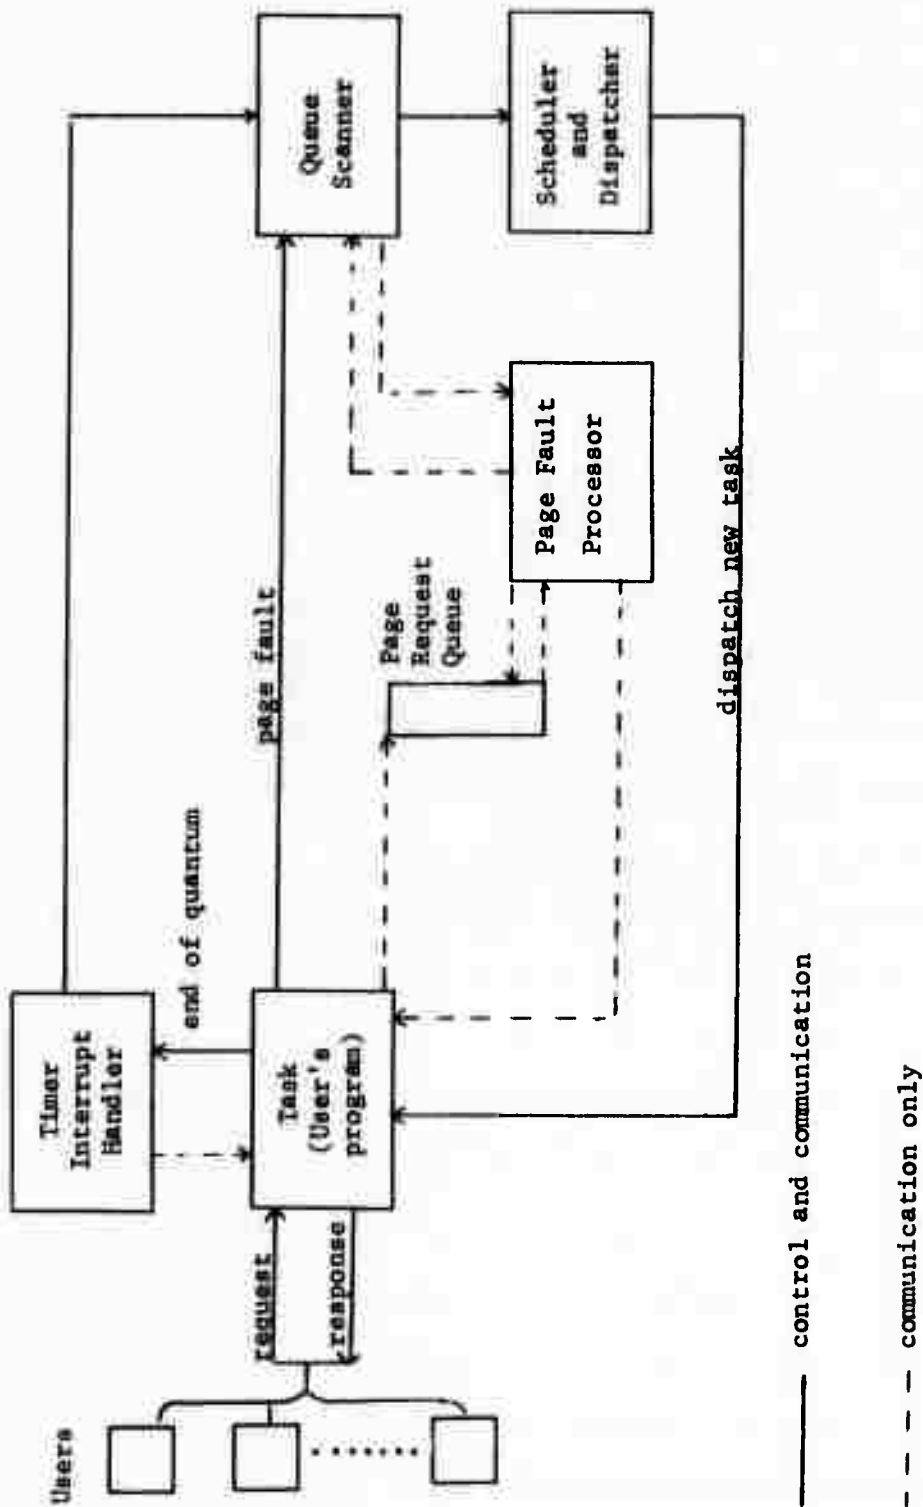 Users
request
response
Timer
Interrupt
Handler
end of quantum
Task
(User's
program)
page fault
Page
Request
Queue
Page Fault
Processor
Queue
Scanner
Scheduler
and
Dispatcher
dispatch new task
control and communication
communication only